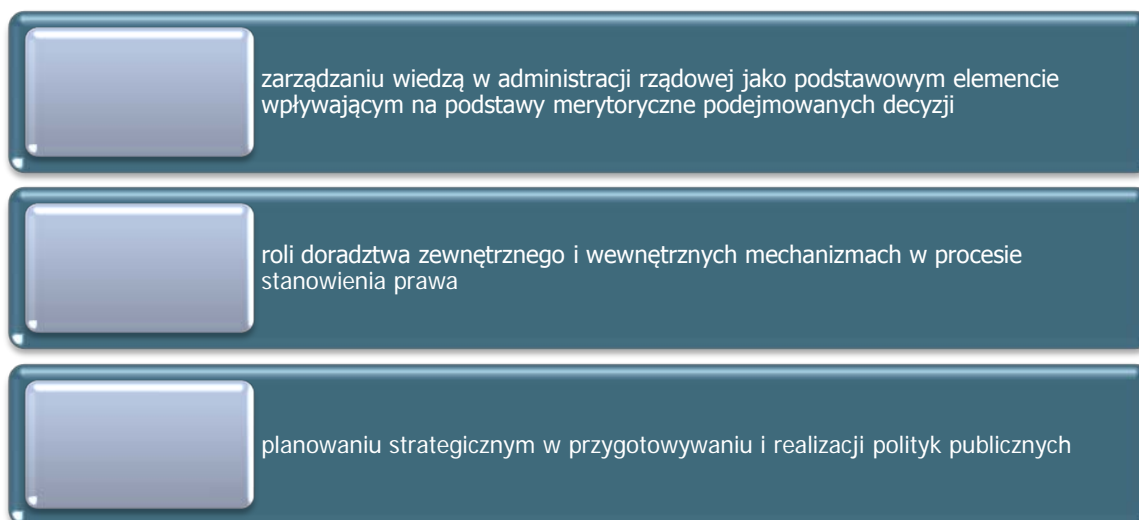 zarządzaniu wiedzą w administracji rządowej jako podstawowym elemencie
wpływającym na podstawy merytoryczne podejmowanych decyzji
roli doradztwa zewnętrznego i wewnętrznych mechanizmach w procesie
stanowienia prawa
planowaniu strategicznym w przygotowywaniu i realizacji polityk publicznych